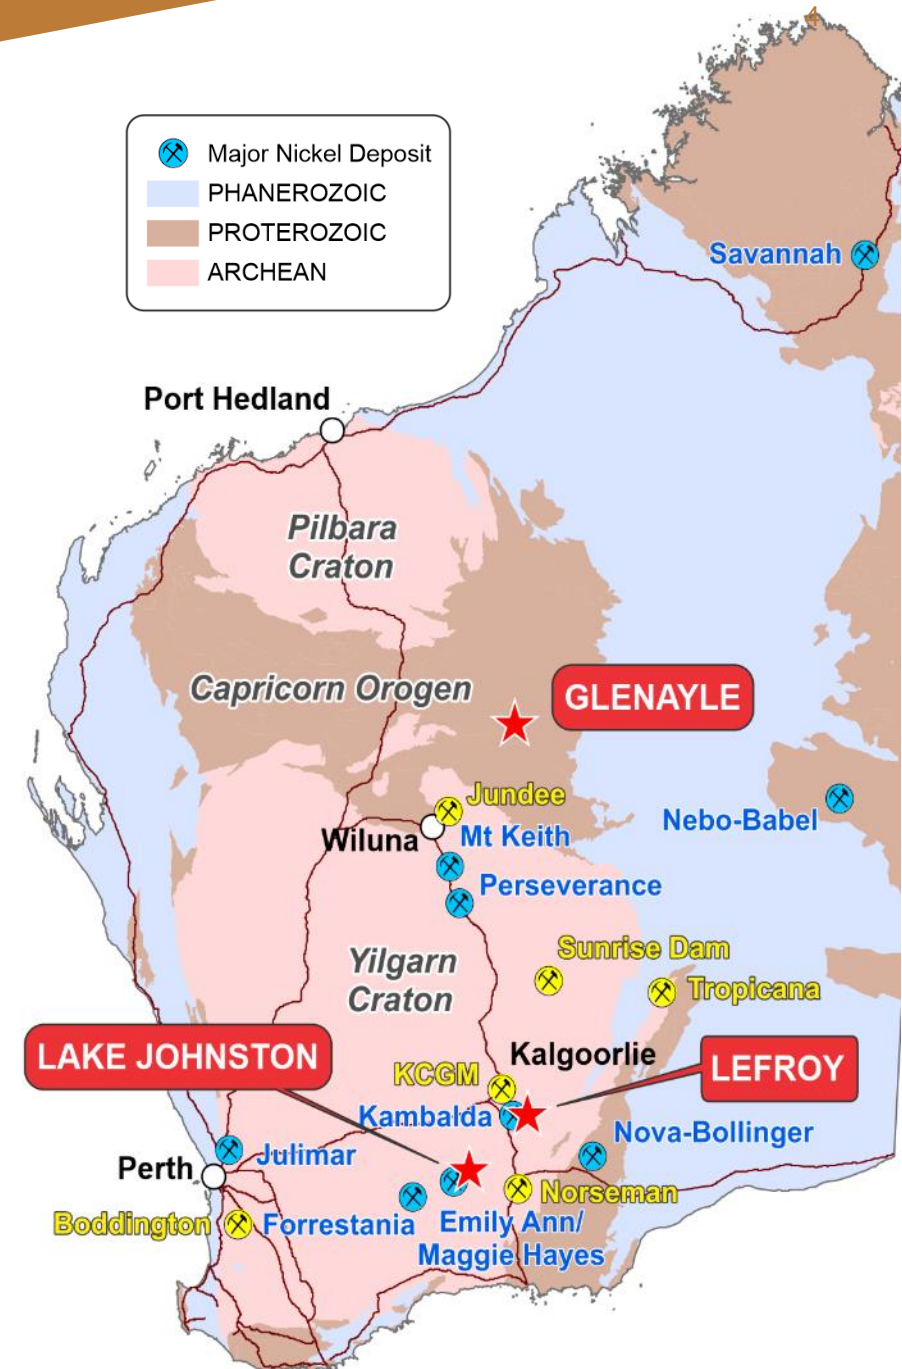 4
Major Nickel Deposit
PHANEROZOIC
PROTEROZOIC
ARCHEAN
Savannah
Port Hedland
Pilbara
Craton
Capricorn Orogen
GLENAYLE
Jundee
Nebo-Babel
Wiluna
Mt Keith
Perseverance
Sunrise Dam
Yilgarn
Craton
Tropicana
LAKE JOHNSTON
Kalgoorlie
LEFROY
KCGM
Kambalda
Nova-Bollinger
Julimar
Perth
Norseman
Boddington
Forrestania
Emily Ann/
Maggie Hayes